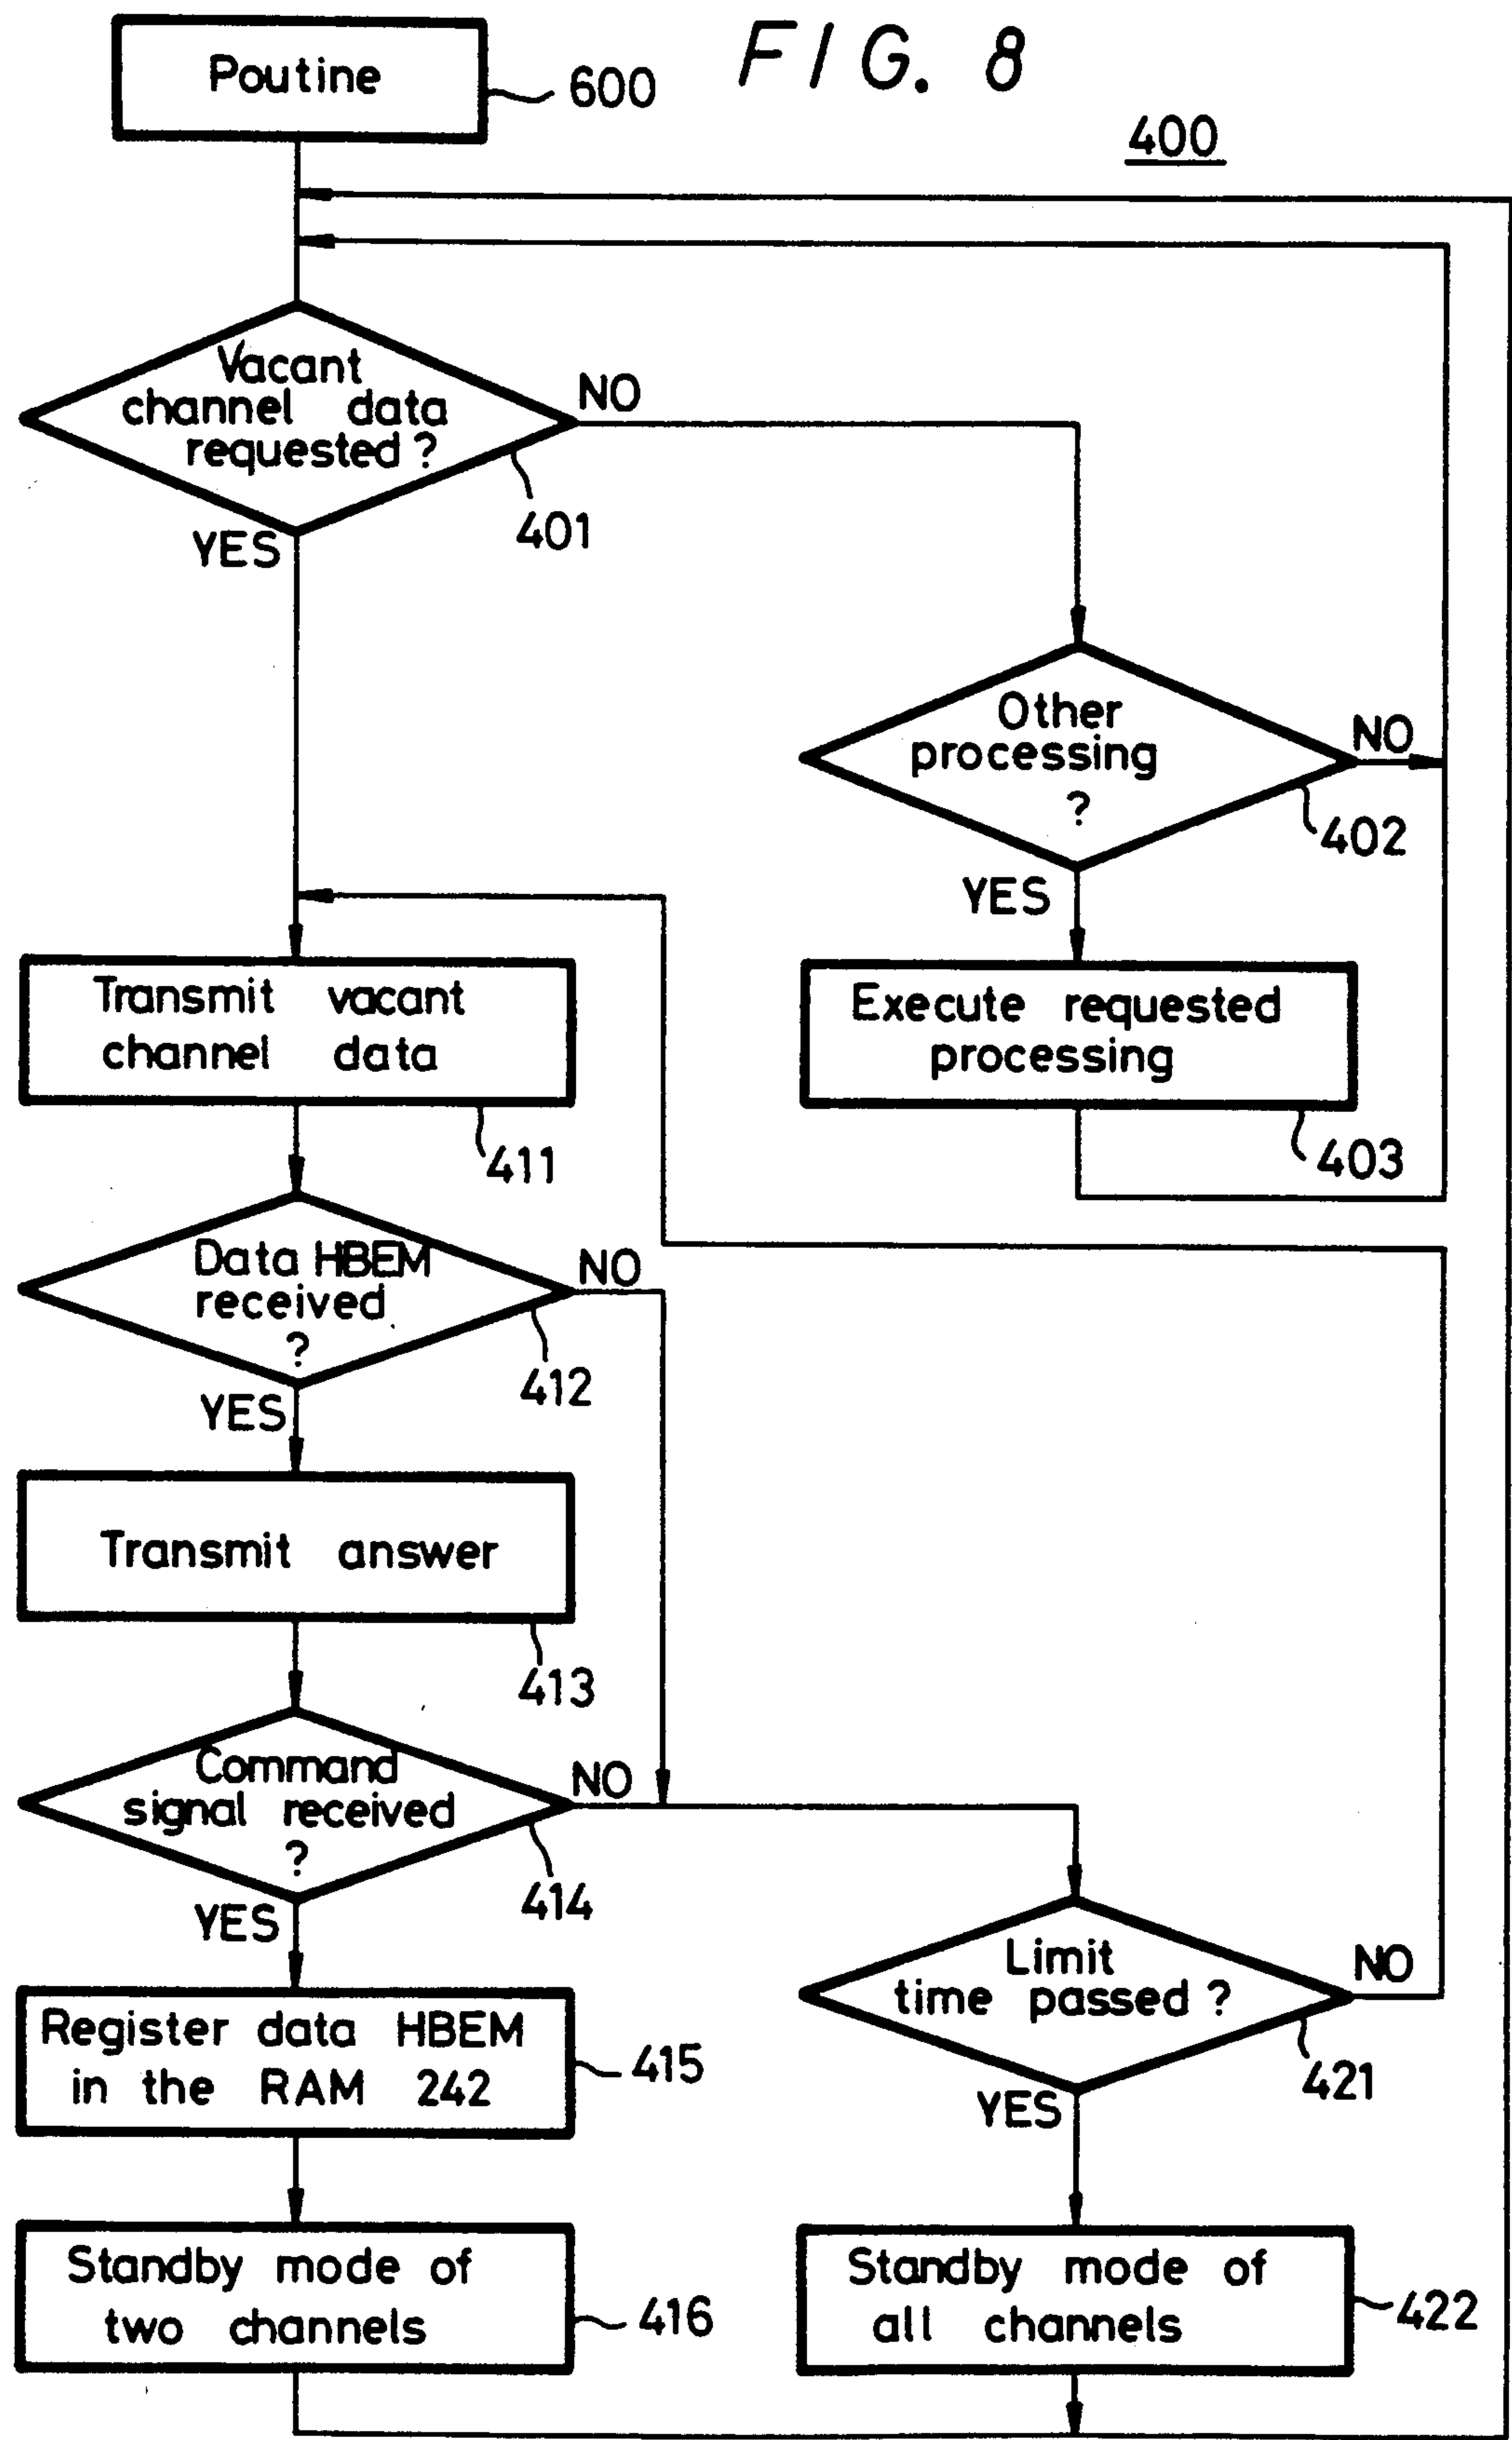 FIG. 8
Poutine
600
400
Vacant
channel data
requested ?
NO
401
YES
Other
processing
?
NO
402
YES
Transmit vacant
channel data
411
Execute requested
processing
403
Data HBEM
received
?
NO
412
YES
Transmit answer
413
Command
signal received
?
NO
414
YES
Limit
time passed ?
NO
421
YES
Register data HBEM
in the RAM 242
415
Standby mode of
two channels
416
Standby mode of
all channels
422